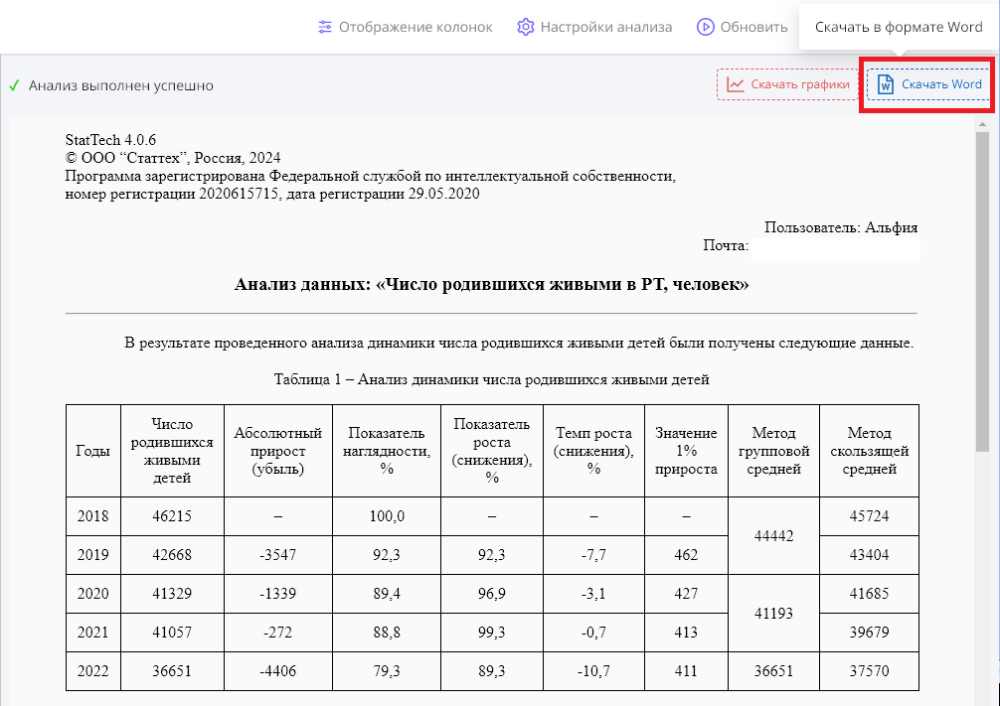 Отображение колонок Настройки анализа Обновить Скачать в формате Word
Анализ выполнен успешно Скачать графики Скачать Word
StatTech 4.0.6
© ООО “Статтех”, Россия, 2024
Программа зарегистрирована Федеральной службой по интеллектуальной собственности,
номер регистрации 2020615715, дата регистрации 29.05.2020
Пользователь: Альфия
Почта:
Анализ данных: «Число родившихся живыми в РТ, человек»
В результате проведенного анализа динамики числа родившихся живыми детей были получены следующие данные.
Таблица 1 – Анализ динамики числа родившихся живыми детей
Годы
Число
родившихся
живыми
детей
Абсолютный
прирост
(убыль)
Показатель
наглядности,
%
Показатель
роста
(снижения),
%
Темп роста
(снижения),
%
Значение
1%
прироста
Метод
групповой
средней
Метод
скользящей
средней
2018 46215 – 100,0 – – – 44442 45724
2019 42668 -3547 92,3 92,3 -7,7 462 43404
2020 41329 -1339 89,4 96,9 -3,1 427 41193 41685
2021 41057 -272 88,8 99,3 -0,7 413 39679
2022 36651 -4406 79,3 89,3 -10,7 411 36651 37570